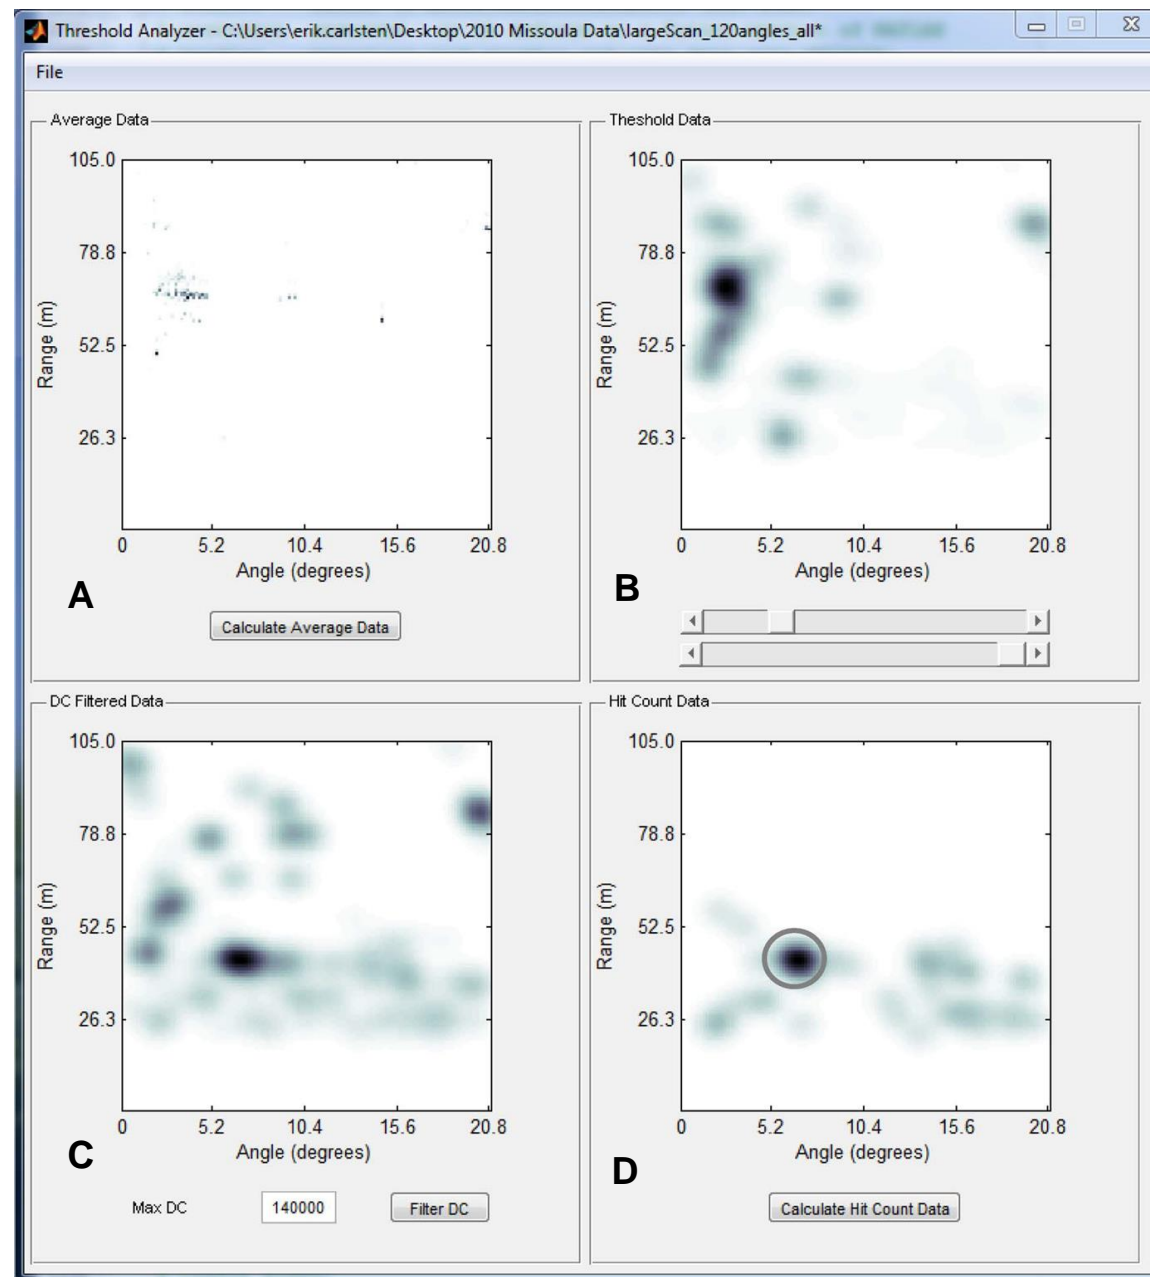 Threshold Analyzer - C:\Users\erik.carlsten\Desktop\2010 Missoula Data\largeScan_120angles_all*
File
Average Data
105.0
78.8
52.5
26.3
Range (m)
0 5.2 10.4 15.6 20.8
Angle (degrees)
A
Calculate Average Data
Theshold Data
105.0
78.8
52.5
26.3
Range (m)
0 5.2 10.4 15.6 20.8
Angle (degrees)
B
DC Filtered Data
105.0
78.8
52.5
26.3
Range (m)
0 5.2 10.4 15.6 20.8
Angle (degrees)
C
Max DC 140000 Filter DC
Hit Count Data
105.0
78.8
52.5
26.3
Range (m)
0 5.2 10.4 15.6 20.8
Angle (degrees)
D
Calculate Hit Count Data